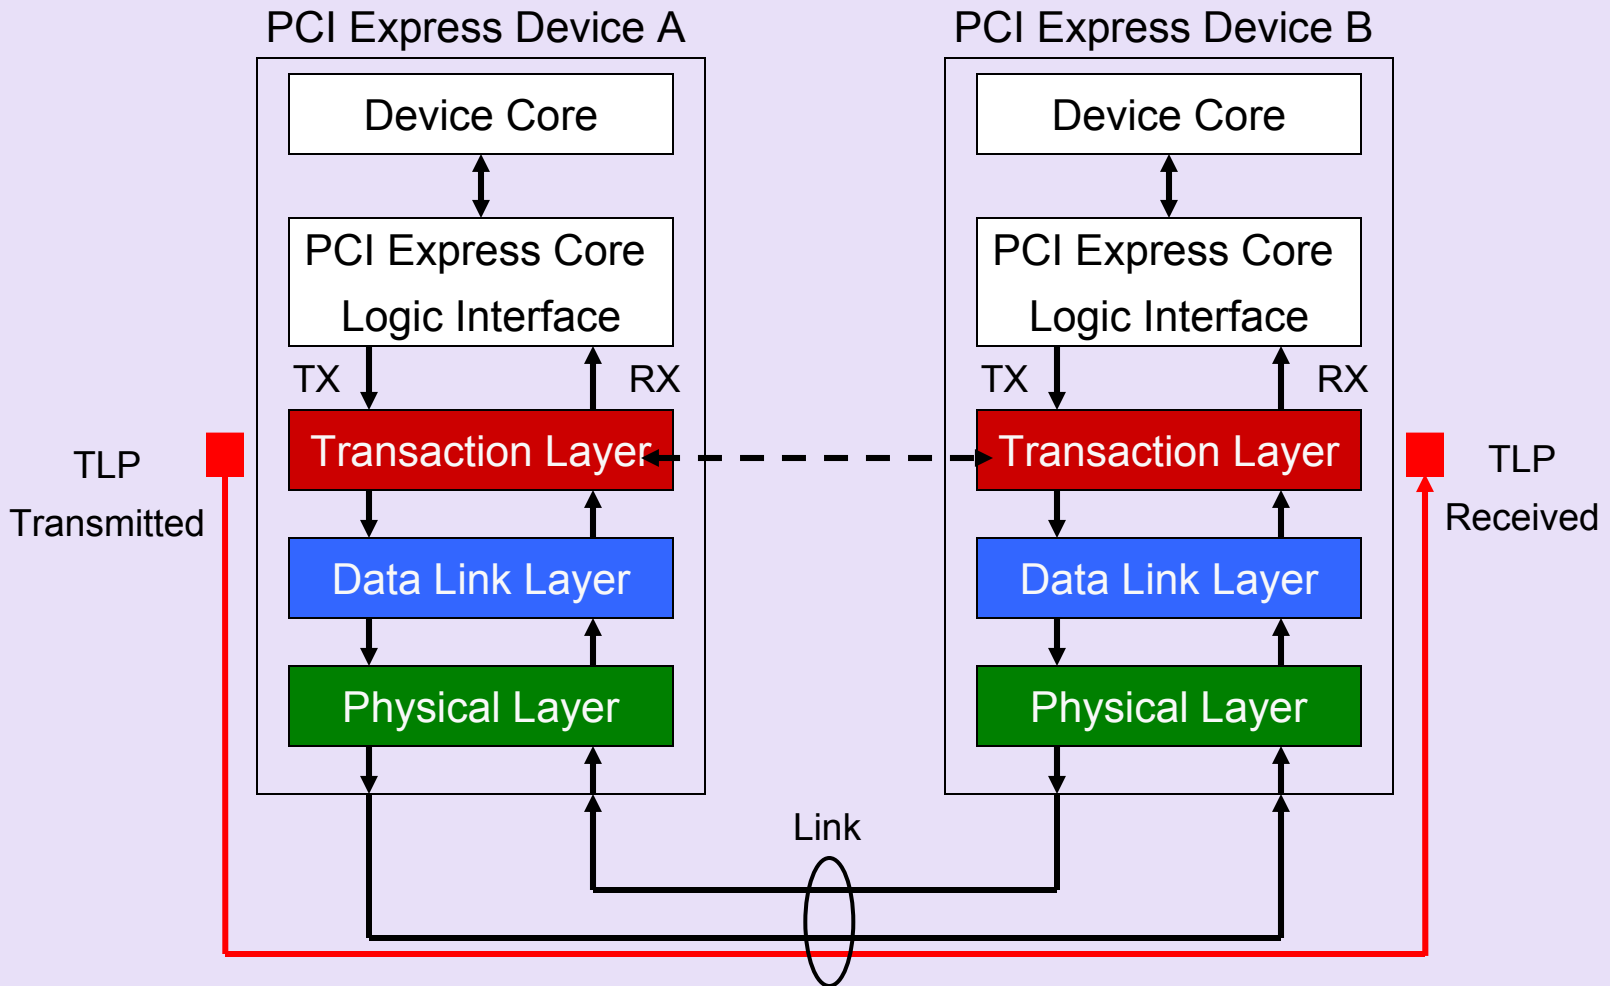 PCI Express Device A
PCI Express Device B
Device Core
Device Core
PCI Express Core
Logic Interface
PCI Express Core
Logic Interface
TX
RX
TX
RX
TLP
Transmitted
Transaction Layer
Transaction Layer
TLP
Received
Data Link Layer
Data Link Layer
Physical Layer
Physical Layer
Link